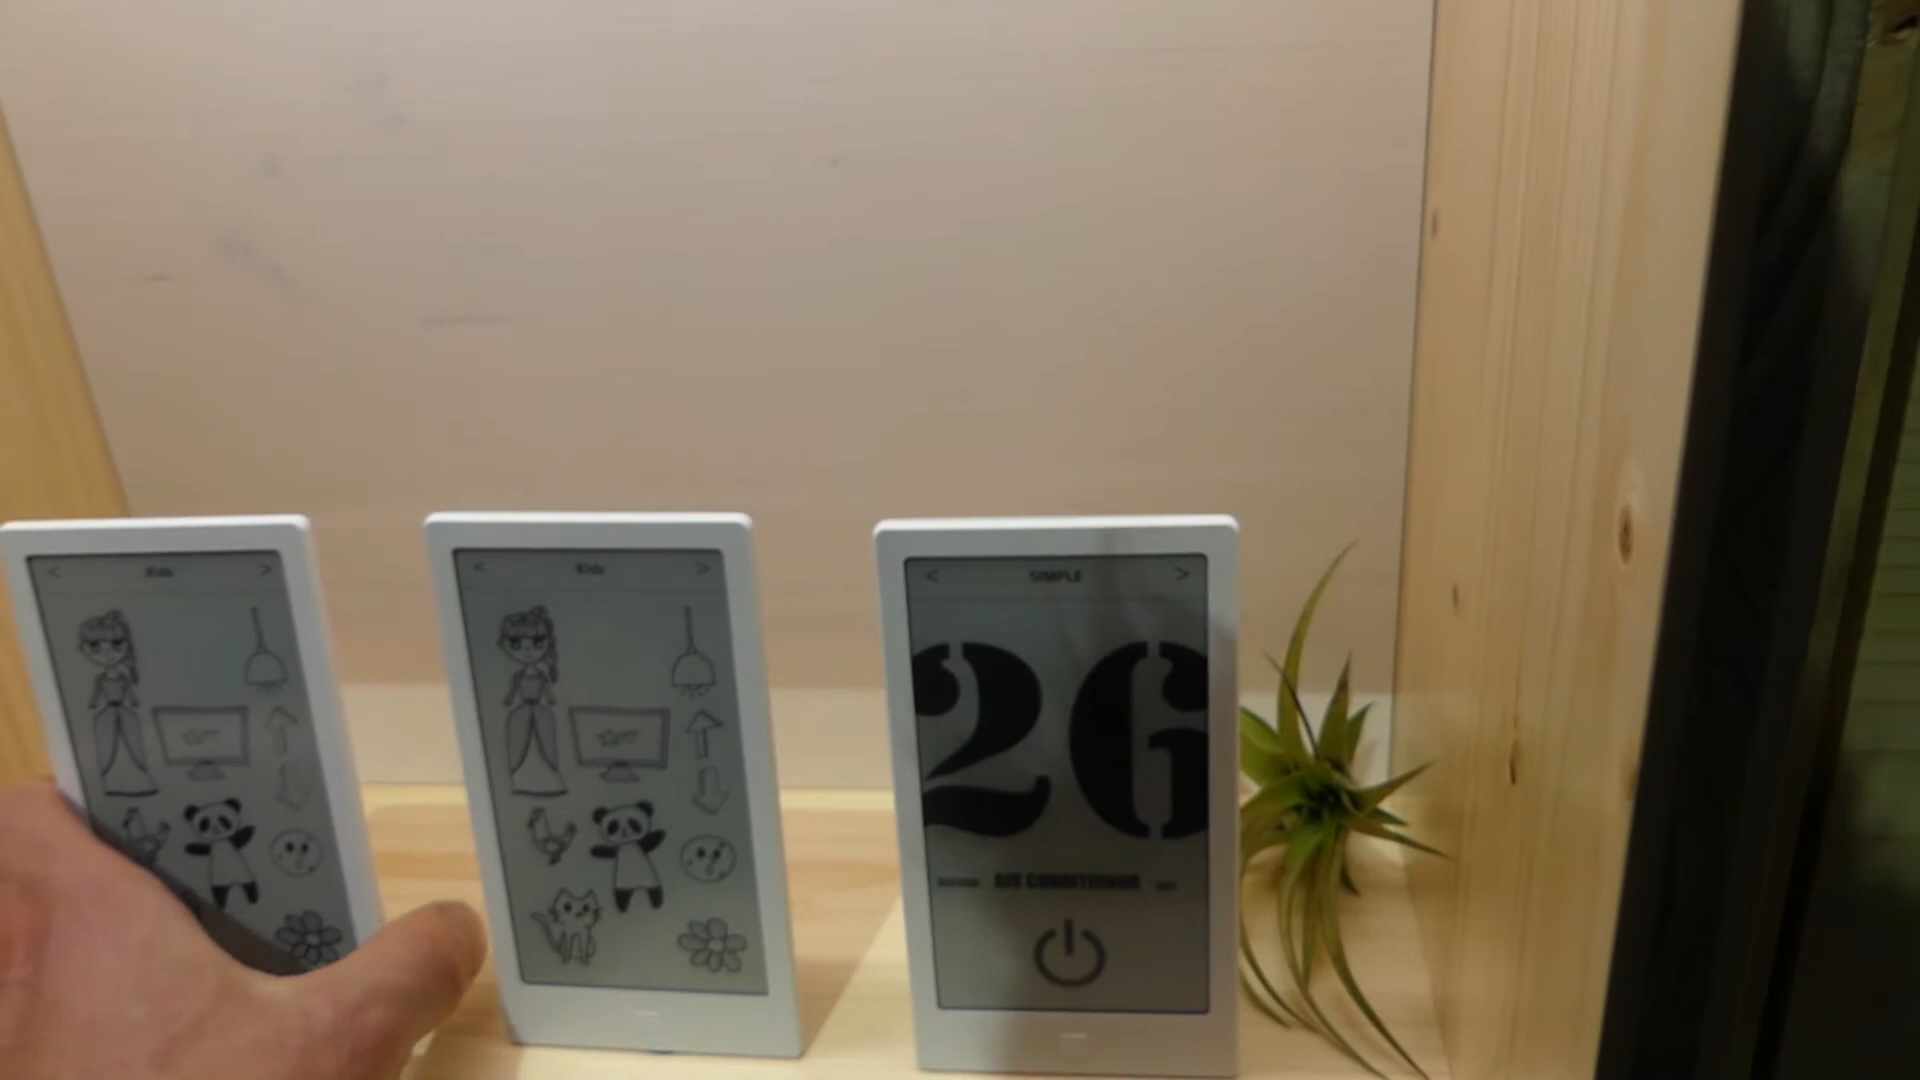 < Kids >
< Kids >
< SIMPLE >
26
AIR CONDITIONER